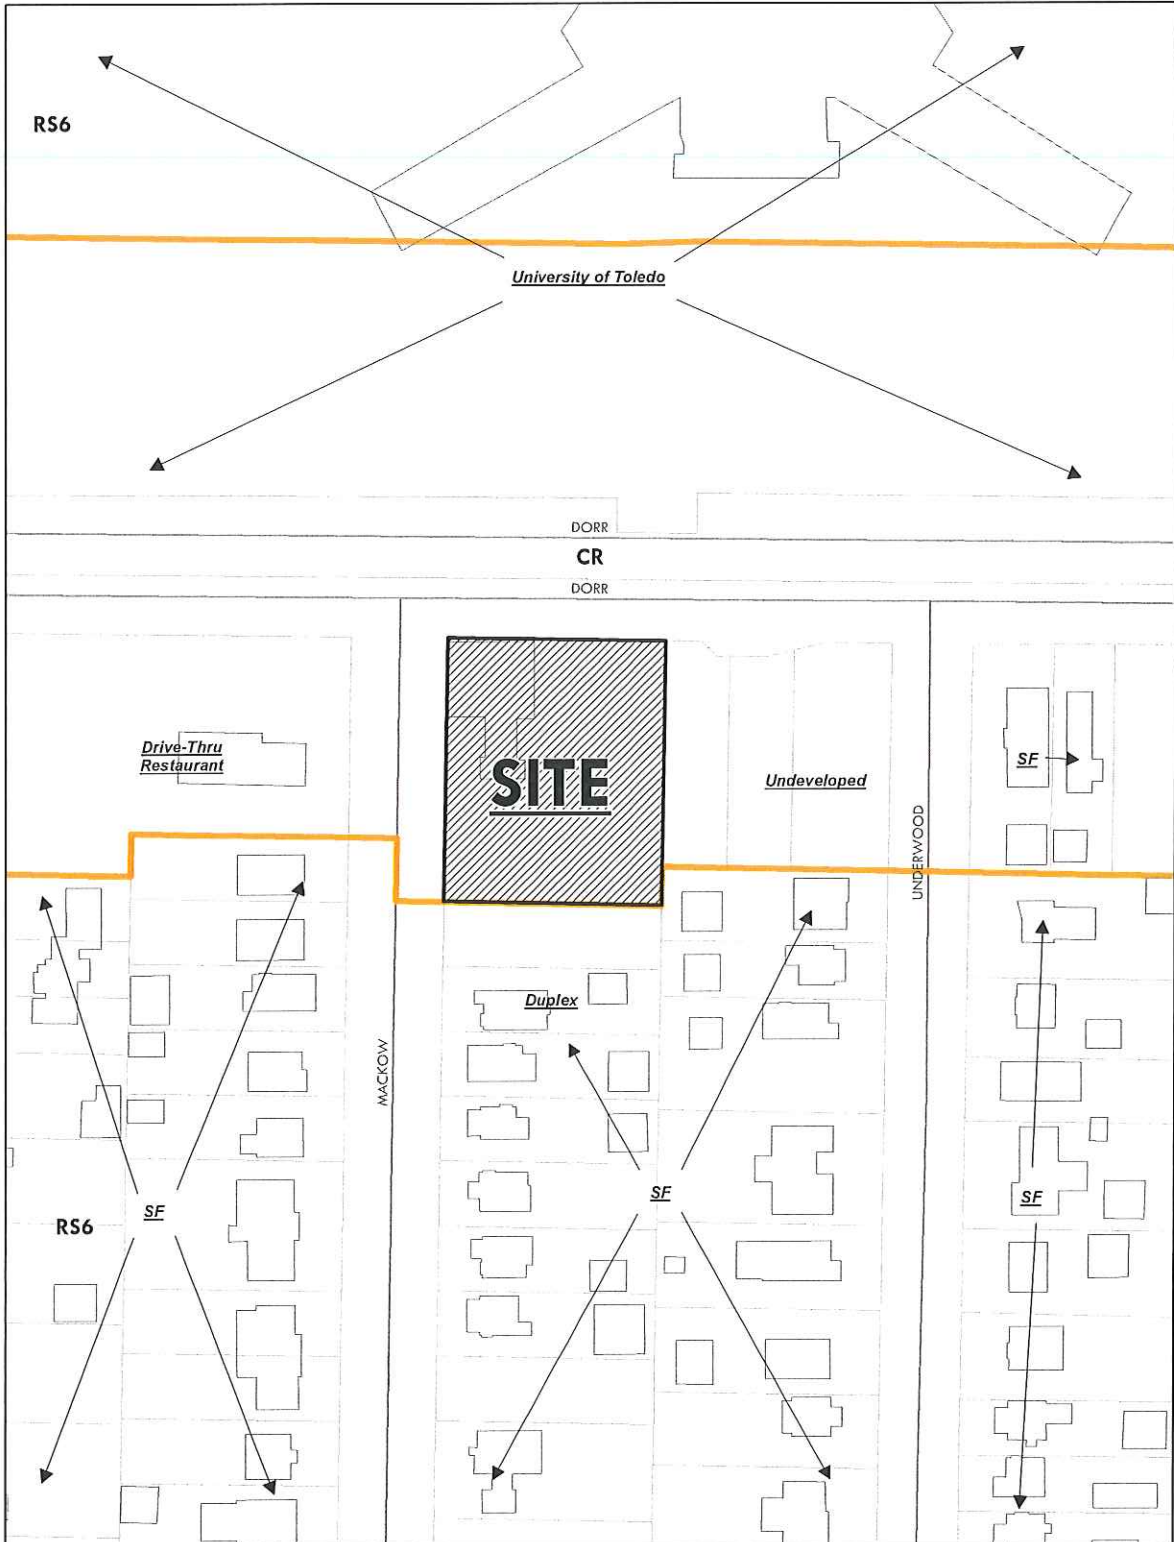 RS6
University of Toledo
DORR
CR
DORR
Drive-Thru
Restaurant
SITE
Undeveloped
SF
UNDERWOOD
Duplex
MACKOW
SF
SF
SF
RS6